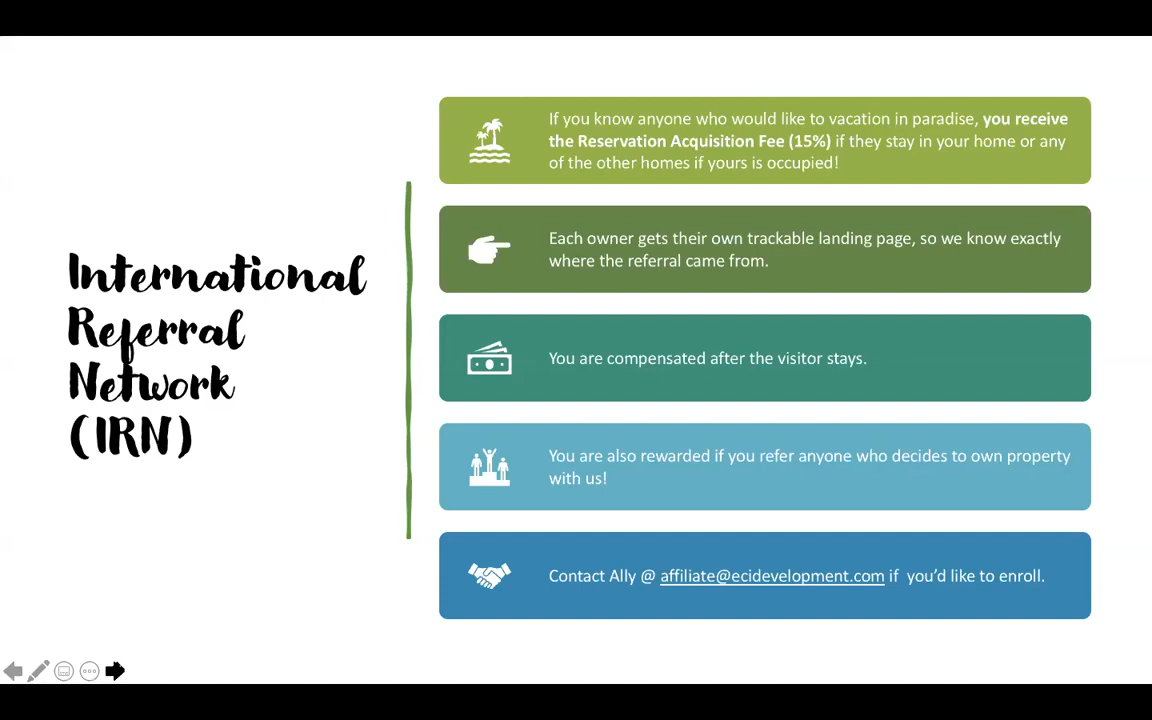 International
Referral
Network
(IRN)
If you know anyone who would like to vacation in paradise, you receive
the Reservation Acquisition Fee (15%) if they stay in your home or any
of the other homes if yours is occupied!
Each owner gets their own trackable landing page, so we know exactly
where the referral came from.
You are compensated after the visitor stays.
You are also rewarded if you refer anyone who decides to own property
with us!
Contact Ally @ affiliate@ecidevelopment.com if  you’d like to enroll.